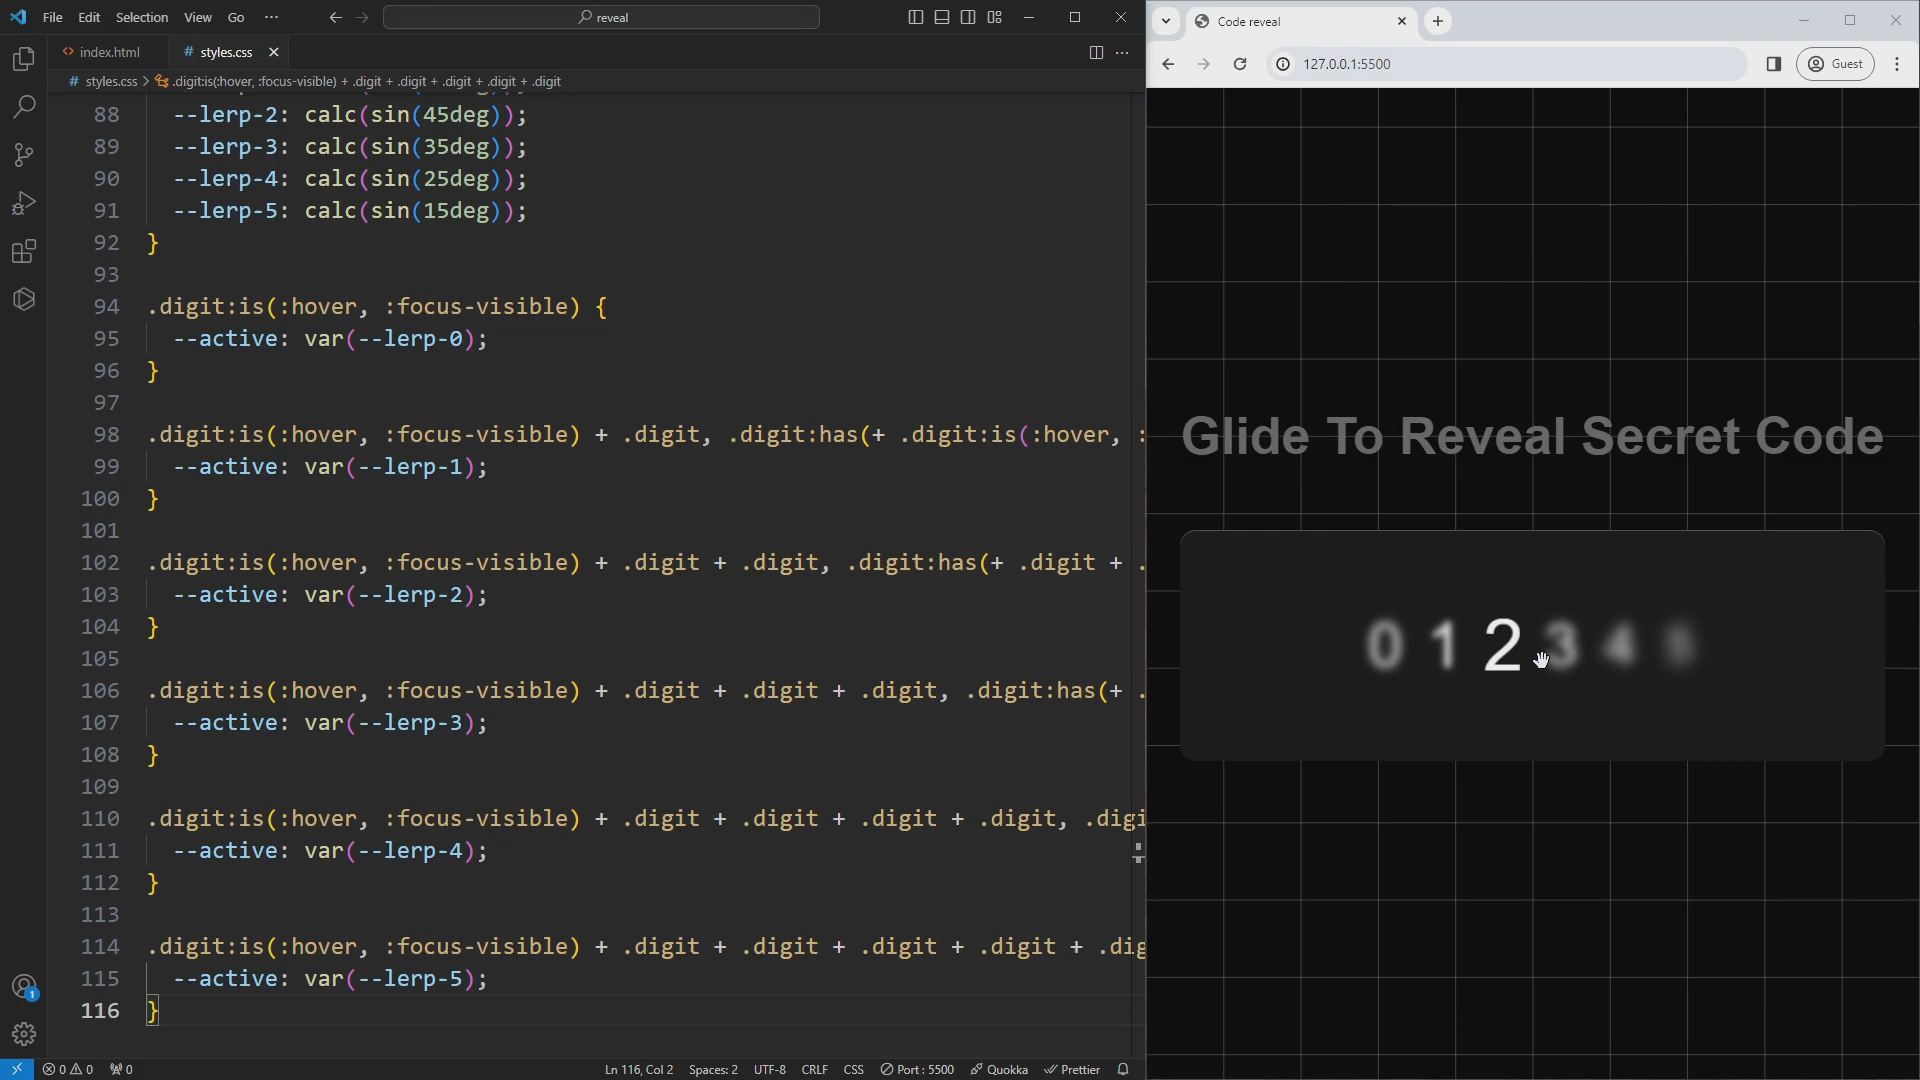 File Edit Selection View Go ···
reveal
index.html
# styles.css
# styles.css > .digit:is(:hover, :focus-visible) + .digit + .digit + .digit + .digit + .digit
88 --lerp-2: calc(sin(45deg));
89 --lerp-3: calc(sin(35deg));
90 --lerp-4: calc(sin(25deg));
91 --lerp-5: calc(sin(15deg));
92 }
93
94 .digit:is(:hover, :focus-visible) {
95 --active: var(--lerp-0);
96 }
97
98 .digit:is(:hover, :focus-visible) + .digit, .digit:has(+ .digit:is(:hover, :
99 --active: var(--lerp-1);
100 }
101
102 .digit:is(:hover, :focus-visible) + .digit + .digit, .digit:has(+ .digit + .
103 --active: var(--lerp-2);
104 }
105
106 .digit:is(:hover, :focus-visible) + .digit + .digit + .digit, .digit:has(+ .
107 --active: var(--lerp-3);
108 }
109
110 .digit:is(:hover, :focus-visible) + .digit + .digit + .digit + .digit, .digi
111 --active: var(--lerp-4);
112 }
113
114 .digit:is(:hover, :focus-visible) + .digit + .digit + .digit + .digit + .dig
115 --active: var(--lerp-5);
116 }
1
0 0 0 Ln 116, Col 2 Spaces: 2 UTF-8 CRLF CSS Port : 5500 Quokka Prettier
Code reveal
127.0.0.1:5500
Guest
Glide To Reveal Secret Code
0 1 2 3 4 5